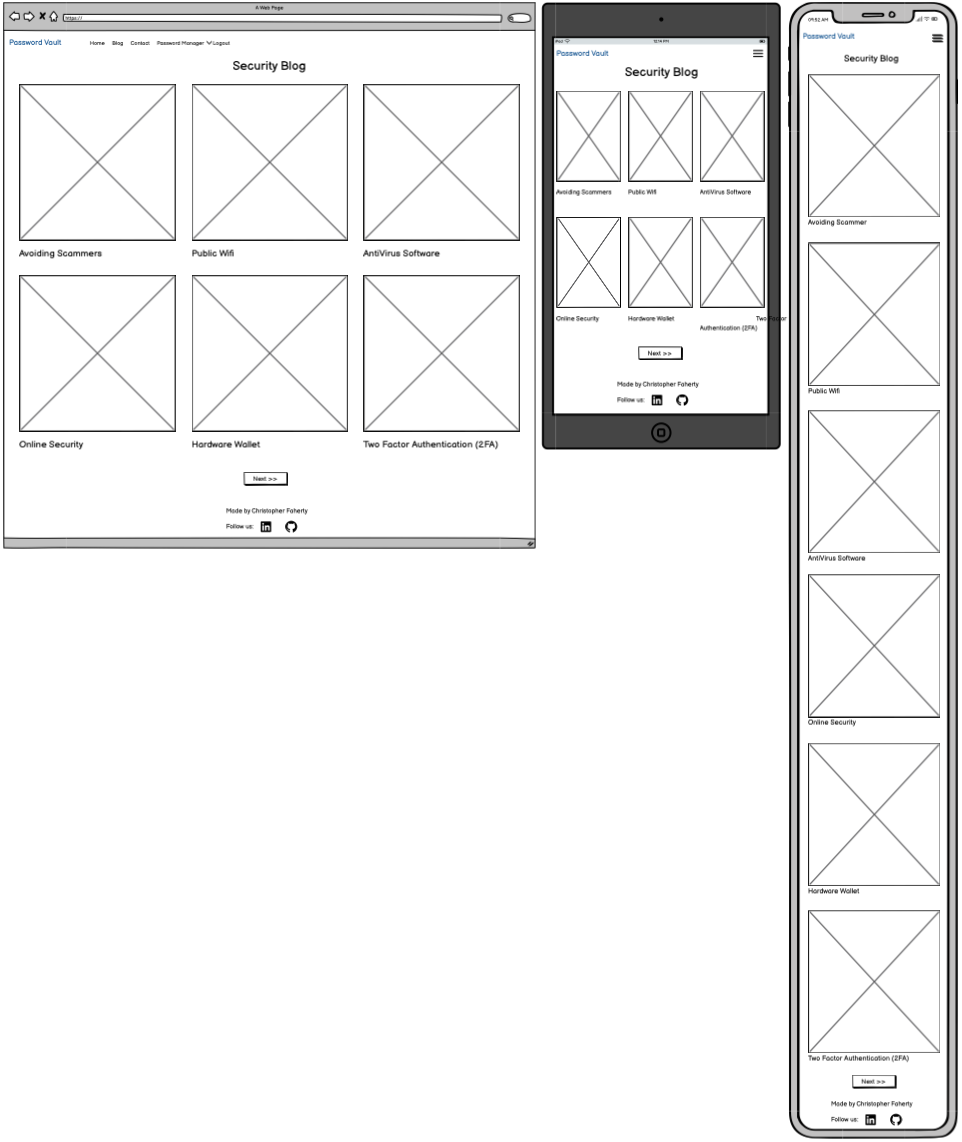 A Web Page
https://
Password Vault Home Blog Contact Password Manager Logout
Security Blog
Avoiding Scammers Public Wifi AntiVirus Software
Online Security Hardware Wallet Two Factor Authentication (2FA)
Next >>
Made by Christopher Faherty
Follow us:
iPad 12:14 PM
Password Vault
Security Blog
Avoiding Scammers Public Wifi AntiVirus Software
Online Security Hardware Wallet Two Factor
Authentication (2FA)
Next >>
Made by Christopher Faherty
Follow us:
09:52 AM
Password Vault
Security Blog
Avoiding Scammer
Public Wifi
AntiVirus Software
Online Security
Hardware Wallet
Two Factor Authentication (2FA)
Next >>
Made by Christopher Faherty
Follow us: